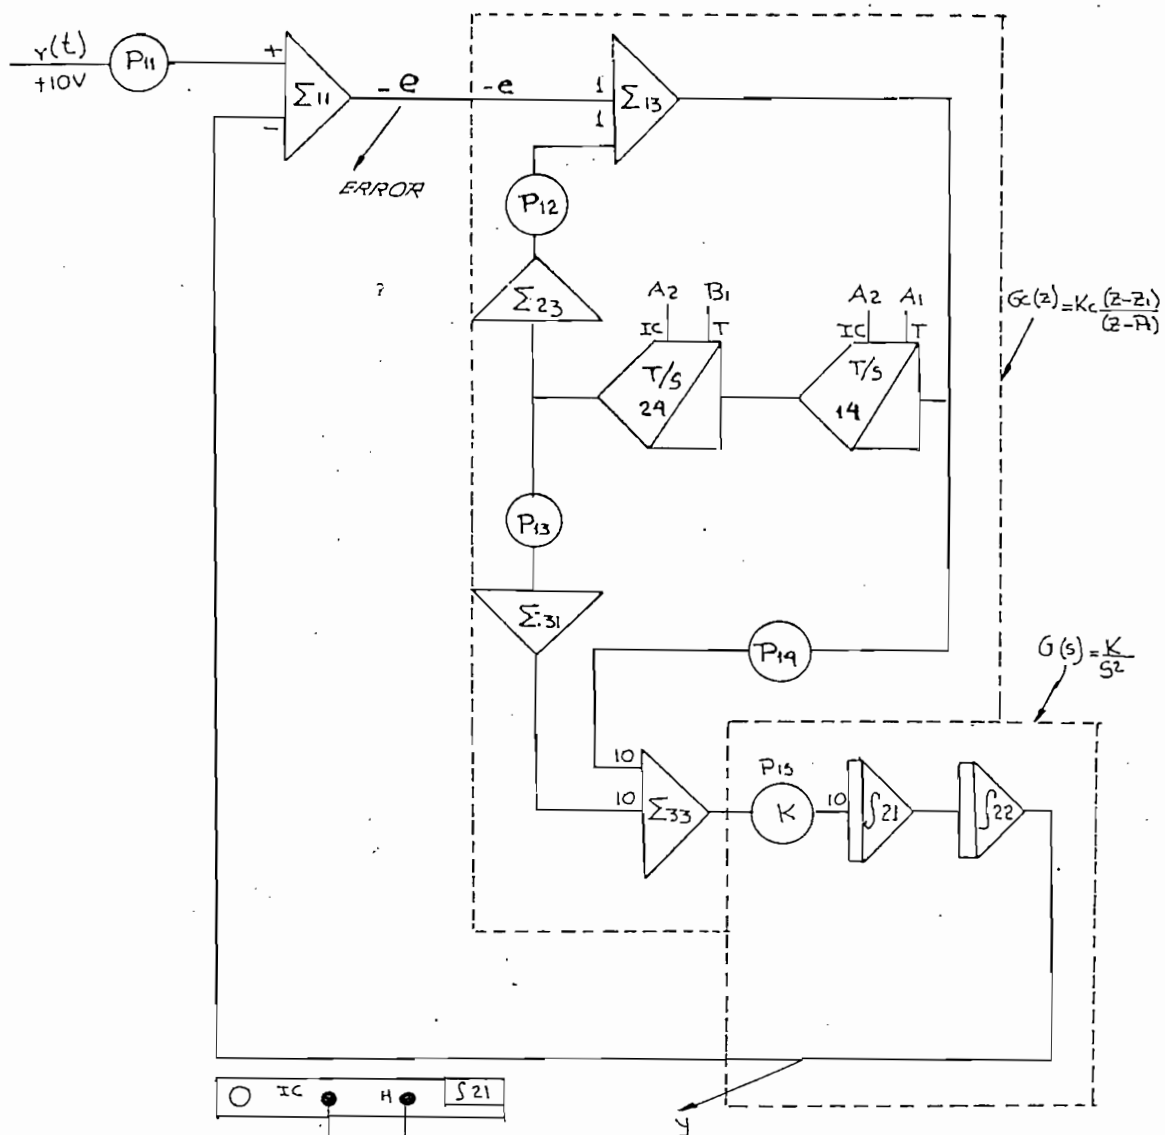 r(t)
+10V
P11
+
-
Σ11
-e
ERROR
-e
1
1
Σ13
P12
Σ23
?
A2
B1
IC
T
T/S
24
A2
A1
IC
T
T/S
14
Gc(z)=Kc (z-z1)
(z-P1)
P13
Σ31
P14
G(s)=K
S2
10
10
Σ33
P15
K
10
∫21
∫22
IC
H
∫21
y